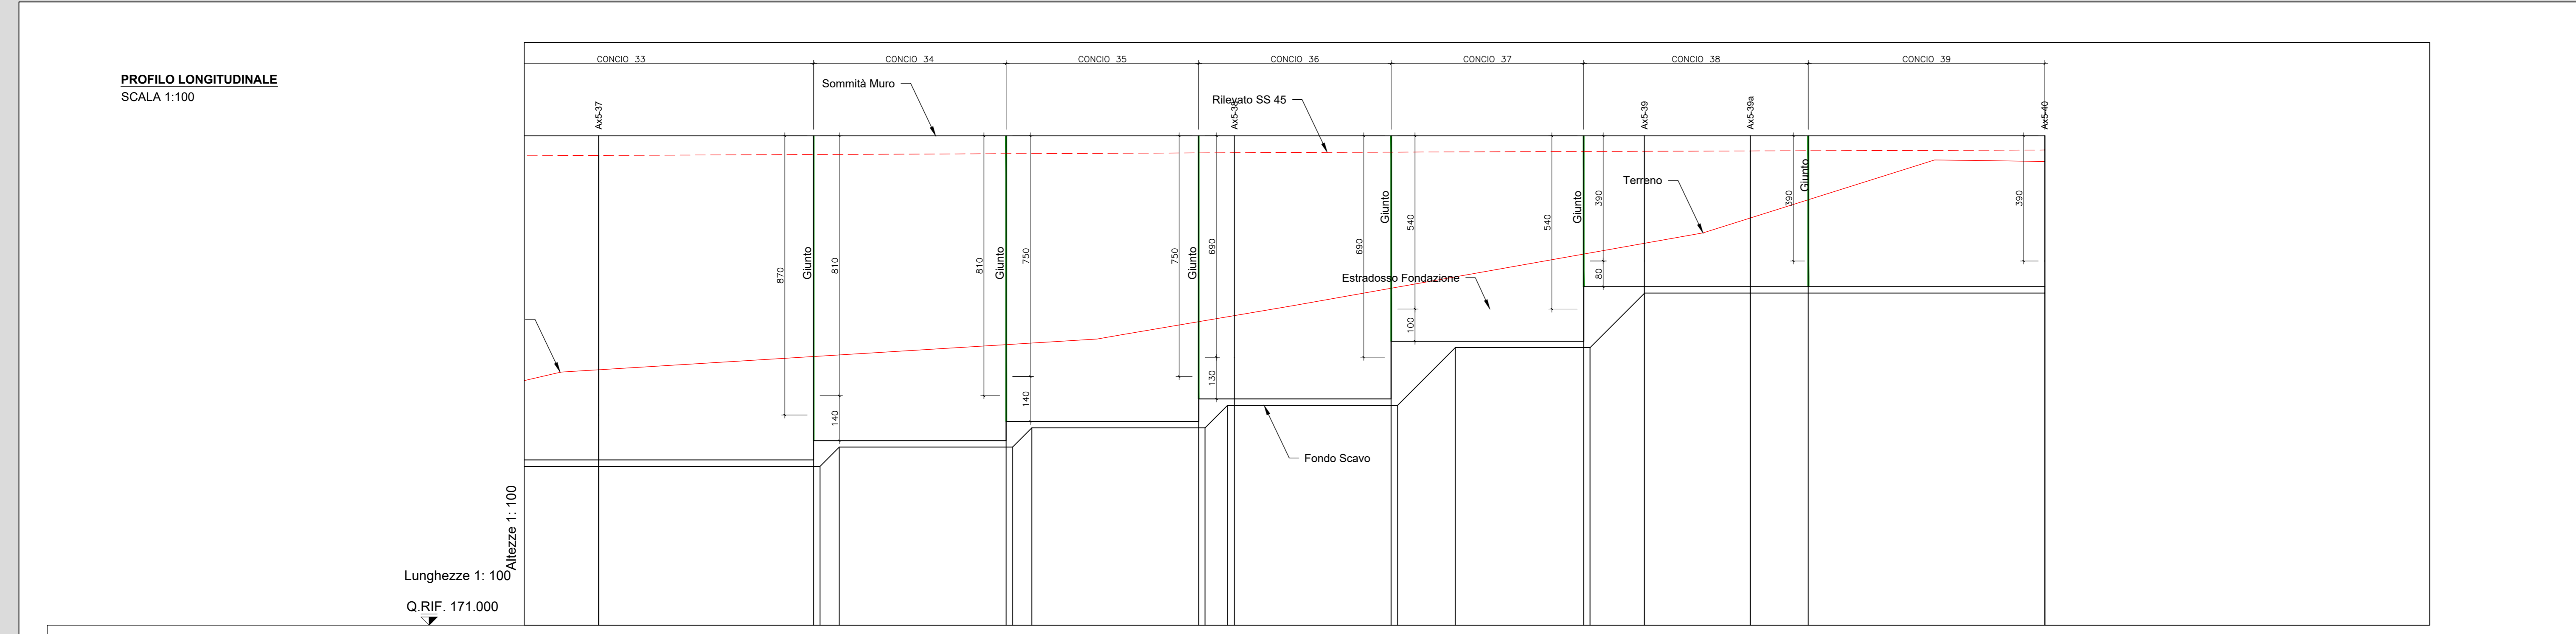 CONCIO 33
CONCIO 34
CONCIO 35
CONCIO 36
CONCIO 37
CONCIO 38
CONCIO 39
PROFILO LONGITUDINALE
SCALA 1:100
Sommità Muro
Rilevato SS 45
Ax5-37
Ax5-38
Ax5-39
Ax5-39a
Ax5-40
Terreno
Giunto
Giunto
Giunto
Giunto
Giunto
Giunto
870
810
810
750
750
690
690
540
540
390
390
390
140
140
130
100
80
Estradosso Fondazione
Fondo Scavo
Altezze 1: 100
Lunghezze 1: 100
Q.RIF. 171.000